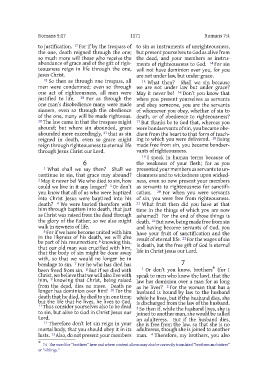 Romans 5:17 1071 Romans 7:4
to justification. 17 For if by the trespass of
the one, death reigned through the one;
so much more will those who receive the
abundance of grace and of the gift of right-
eousness reign in life through the one,
Jesus Christ.
18 So then as through one trespass, all
men were condemned; even so through
one act of righteousness, all men were
justified to life. 19 For as through the
one man’s disobedience many were made
sinners, even so through the obedience
of the one, many will be made righteous.
20 The law came in that the trespass might
abound; but where sin abounded, grace
abounded more exceedingly, 21 that as sin
reigned in death, even so grace might
reign through righteousness to eternal life
through Jesus Christ our Lord.
1 What shall we say then? Shall we
continue in sin, that grace may abound?
2 May it never be! We who died to sin, how
could we live in it any longer? 3 Or don’t
you know that all of us who were baptized
into Christ Jesus were baptized into his
death? 4 We were buried therefore with
him through baptism into death, that just
as Christ was raised from the dead through
the glory of the Father, so we also might
walk in newness of life.
5 For if we have become united with him
in the likeness of his death, we will also
be part of his resurrection; 6 knowing this,
that our old man was crucified with him,
that the body of sin might be done away
with, so that we would no longer be in
bondage to sin. 7 For he who has died has
been freed from sin. 8 But if we died with
Christ, we believe that we will also live with
him, 9 knowing that Christ, being raised
from the dead, dies no more. Death no
longer has dominion over him! 10 For the
death that he died, he died to sin one time;
but the life that he lives, he lives to God.
11 Thus consider yourselves also to be dead
to sin, but alive to God in Christ Jesus our
Lord.
12 Therefore don’t let sin reign in your
mortal body, that you should obey it in its
lusts. 13 Also, do not present your members
to sin as instruments of unrighteousness,
but present yourselves to God as alive from
the dead, and your members as instru-
ments of righteousness to God. 14 For sin
will not have dominion over you, for you
are not under law, but under grace.
15 What then? Shall we sin because
we are not under law but under grace?
May it never be! 16 Don’t you know that
when you present yourselves as servants
and obey someone, you are the servants
of whomever you obey, whether of sin to
death, or of obedience to righteousness?
17 But thanks be to God that, whereas you
were bondservants of sin, you became obe-
dient from the heart to that form of teach-
ing to which you were delivered. 18 Being
made free from sin, you became bondser-
vants of righteousness.
19 I speak in human terms because of
the weakness of your flesh; for as you
presented your members as servants to un-
cleanness and to wickedness upon wicked-
ness, even so now present your members
as servants to righteousness for sanctifi-
cation. 20 For when you were servants
of sin, you were free from righteousness.
21 What fruit then did you have at that
time in the things of which you are now
ashamed? For the end of those things is
death. 22 But now, being made free from sin
and having become servants of God, you
have your fruit of sanctification and the
result of eternal life. 23 For the wages of sin
is death, but the free gift of God is eternal
life in Christ Jesus our Lord.
7
1 Or don’t you know, brothers* (for I
speak to men who know the law), that the
law has dominion over a man for as long
as he lives? 2 For the woman that has a
husband is bound by law to the husband
while he lives, but if the husband dies, she
is discharged from the law of the husband.
3 So then if, while the husband lives, she is
joined to another man, she would be called
an adulteress. But if the husband dies,
she is free from the law, so that she is no
adulteress, though she is joined to another
man. 4 Therefore, my brothers, you also